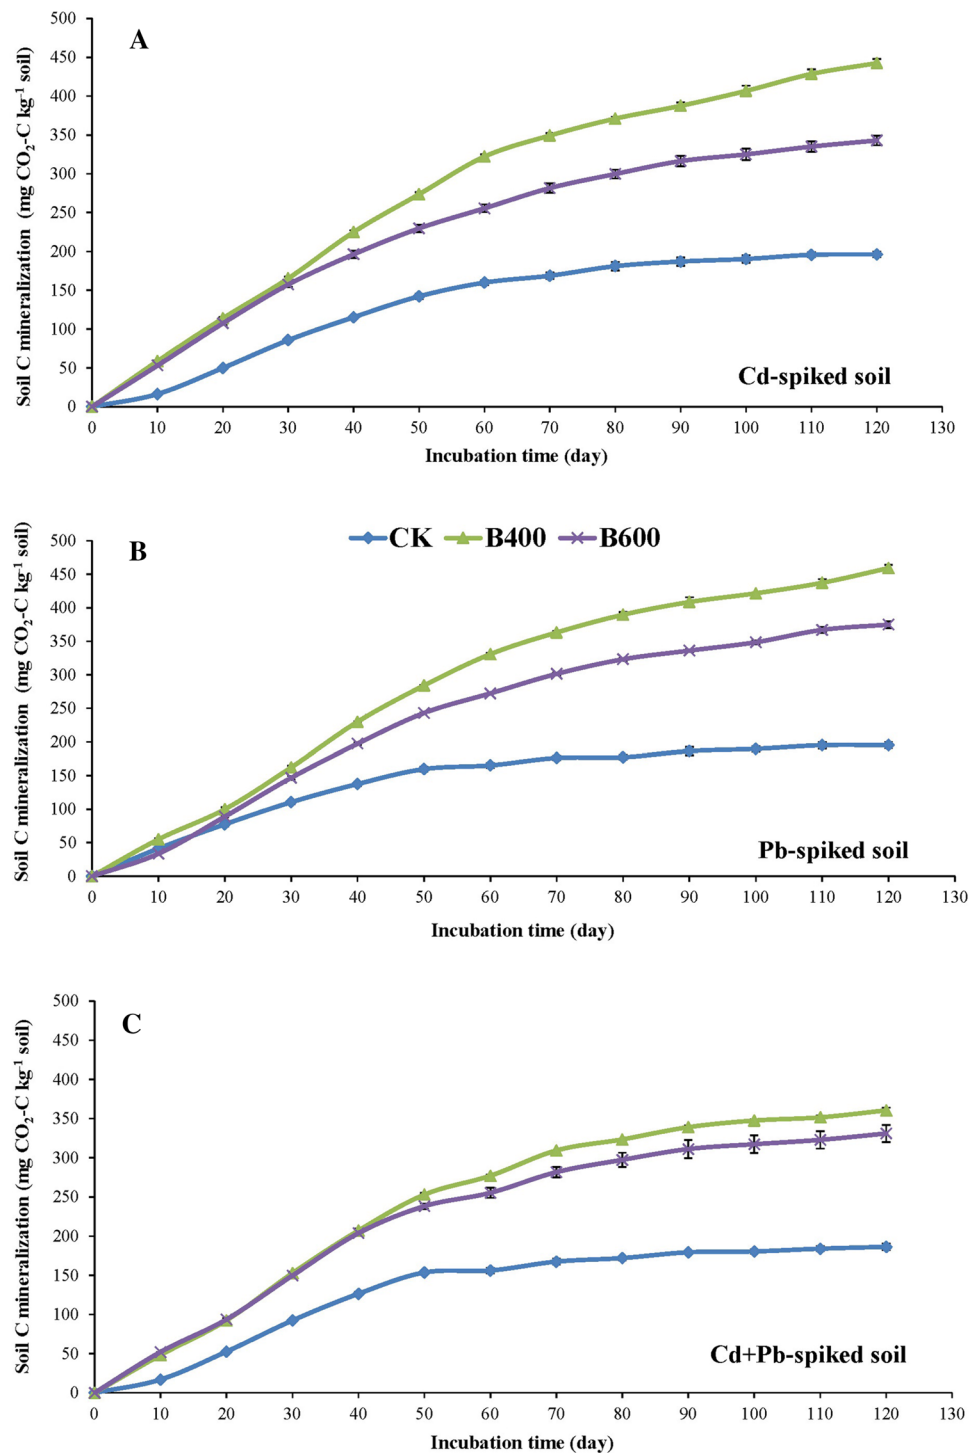 A
Soil C mineralization (mg CO₂-C kg⁻¹ soil)
500
450
400
350
300
250
200
150
100
50
0
0 10 20 30 40 50 60 70 80 90 100 110 120 130
Cd-spiked soil
Incubation time (day)
B
CK B400 B600
Soil C mineralization (mg CO₂-C kg⁻¹ soil)
500
450
400
350
300
250
200
150
100
50
0
0 10 20 30 40 50 60 70 80 90 100 110 120 130
Pb-spiked soil
Incubation time (day)
C
Soil C mineralization (mg CO₂-C kg⁻¹ soil)
500
450
400
350
300
250
200
150
100
50
0
0 10 20 30 40 50 60 70 80 90 100 110 120 130
Cd+Pb-spiked soil
Incubation time (day)